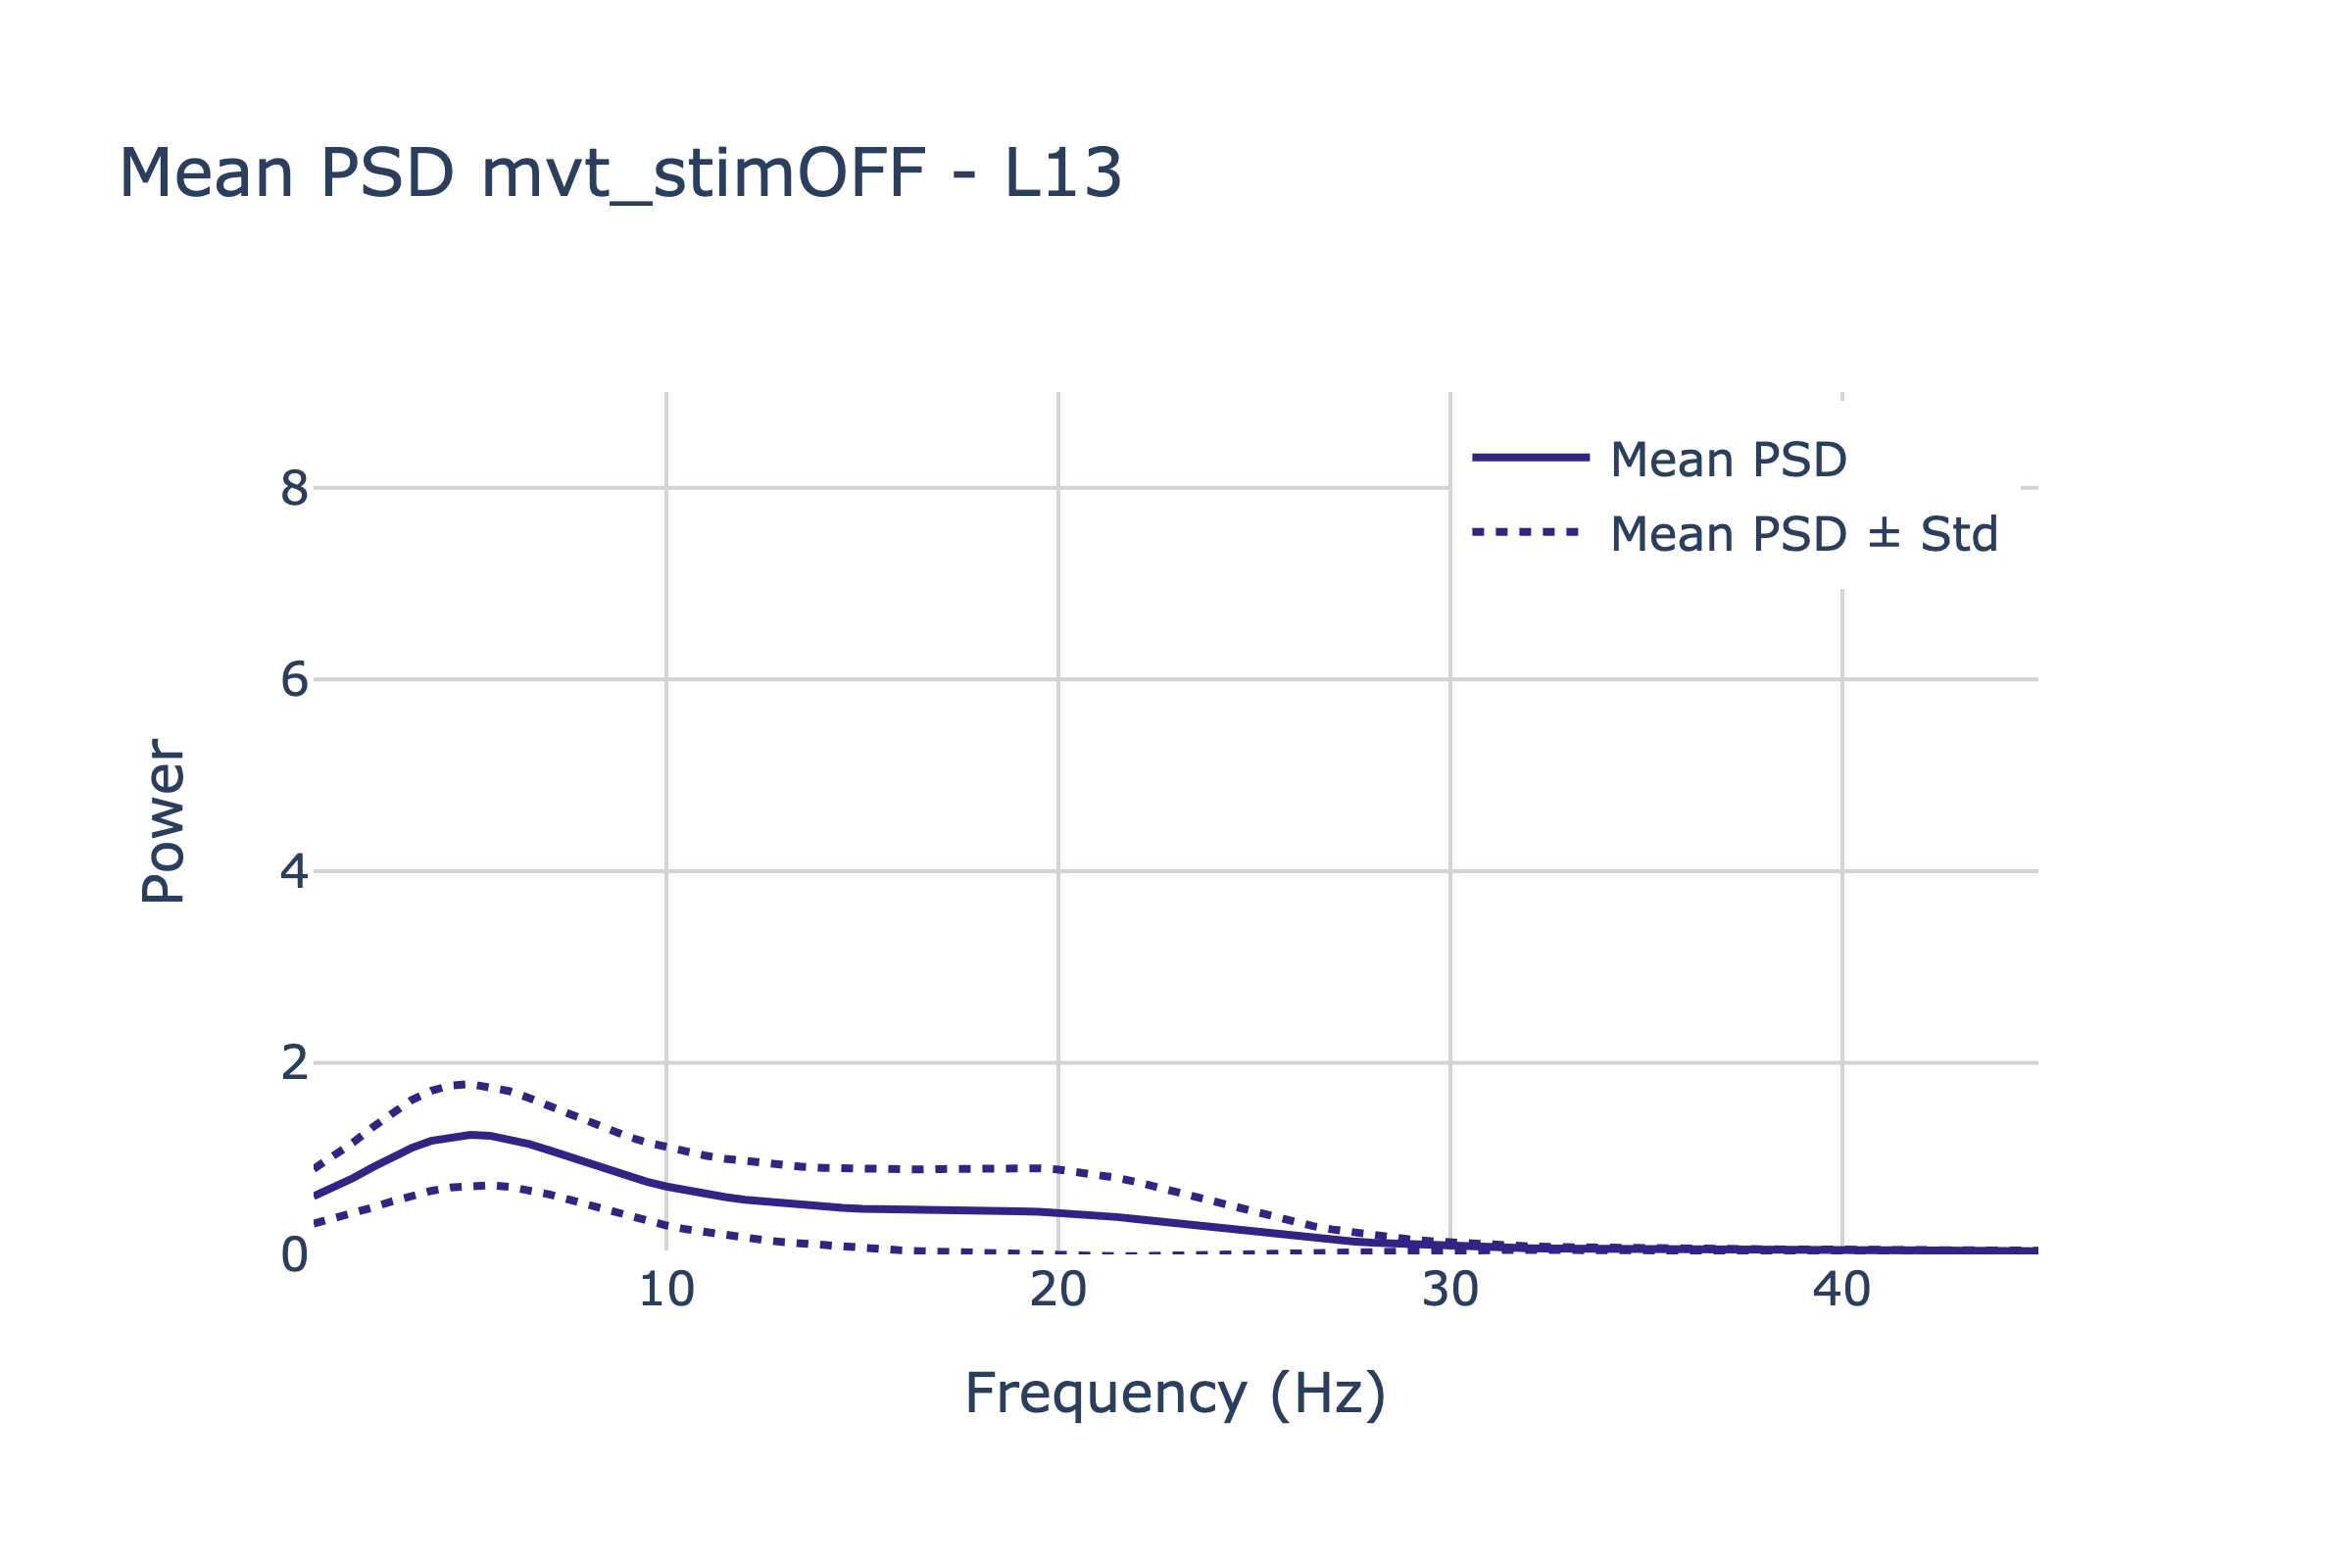 Mean PSD mvt_stimOFF - L13
Mean PSD
Mean PSD ± Std
8
6
4
2
0
Power
10 20 30 40
Frequency (Hz)